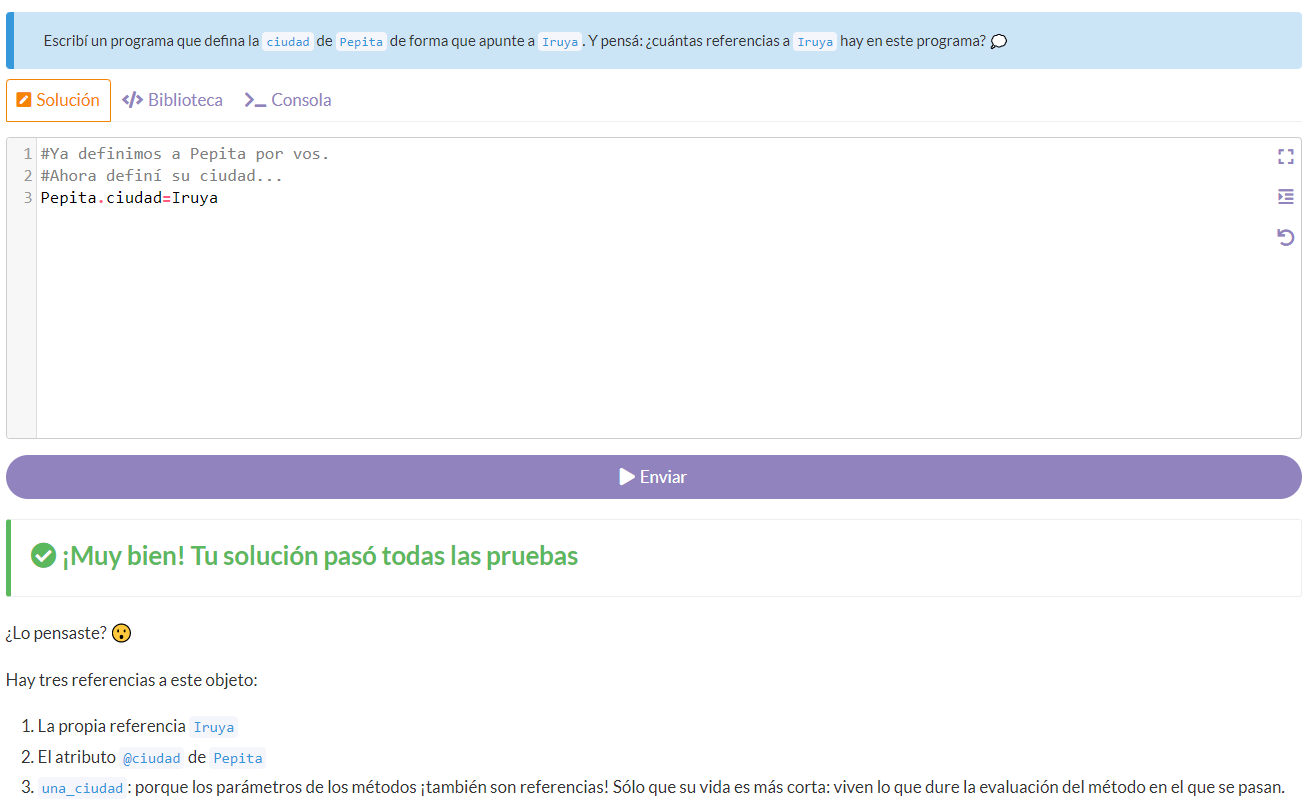 Escribí un programa que defina la ciudad de Pepita de forma que apunte a Iruya. Y pensá: ¿cuántas referencias a Iruya hay en este programa? 💭
Solución </> Biblioteca >_ Consola
1 #Ya definimos a Pepita por vos.
2 #Ahora definí su ciudad...
3 Pepita.ciudad=Iruya
Enviar
¡Muy bien! Tu solución pasó todas las pruebas
¿Lo pensaste? 😯
Hay tres referencias a este objeto:
1. La propia referencia Iruya
2. El atributo @ciudad de Pepita
3. una_ciudad: porque los parámetros de los métodos ¡también son referencias! Sólo que su vida es más corta: viven lo que dure la evaluación del método en el que se pasan.